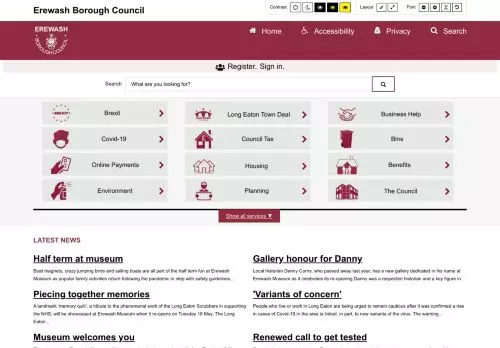 Erewash Borough Council
Contrast Layout Font
EREWASH
BOROUGH COUNCIL
Home Accessibility Privacy Search
Register. Sign in.
Search What are you looking for?
Brexit Long Eaton Town Deal Business Help
Covid-19 Council Tax Bins
Online Payments Housing Benefits
Environment Planning The Council
Show all services ▼
LATEST NEWS
Half term at museum
Boat magnets, crazy jumping birds and sailing boats are all part of the half term fun at Erewash
Museum as popular family activities return following the pandemic in step with safety guidelines...
Gallery honour for Danny
Local historian Danny Corns, who passed away last year, has a new gallery dedicated in his name at
Erewash Museum as it celebrates its re-opening.Danny was a respected historian and a key figure in
Piecing together memories
A landmark 'memory quilt', a tribute to the phenomenal work of the Long Eaton Scrubbers in supporting
the NHS, will be showcased at Erewash Museum when it re-opens on Tuesday 18 May. The Long
Eaton...
'Variants of concern'
People who live or work in Long Eaton are being urged to remain cautious after it was confirmed a rise
in cases of Covid-19 in the area is linked, in part, to new variants of the virus. The warning...
Museum welcomes you
Renewed call to get tested